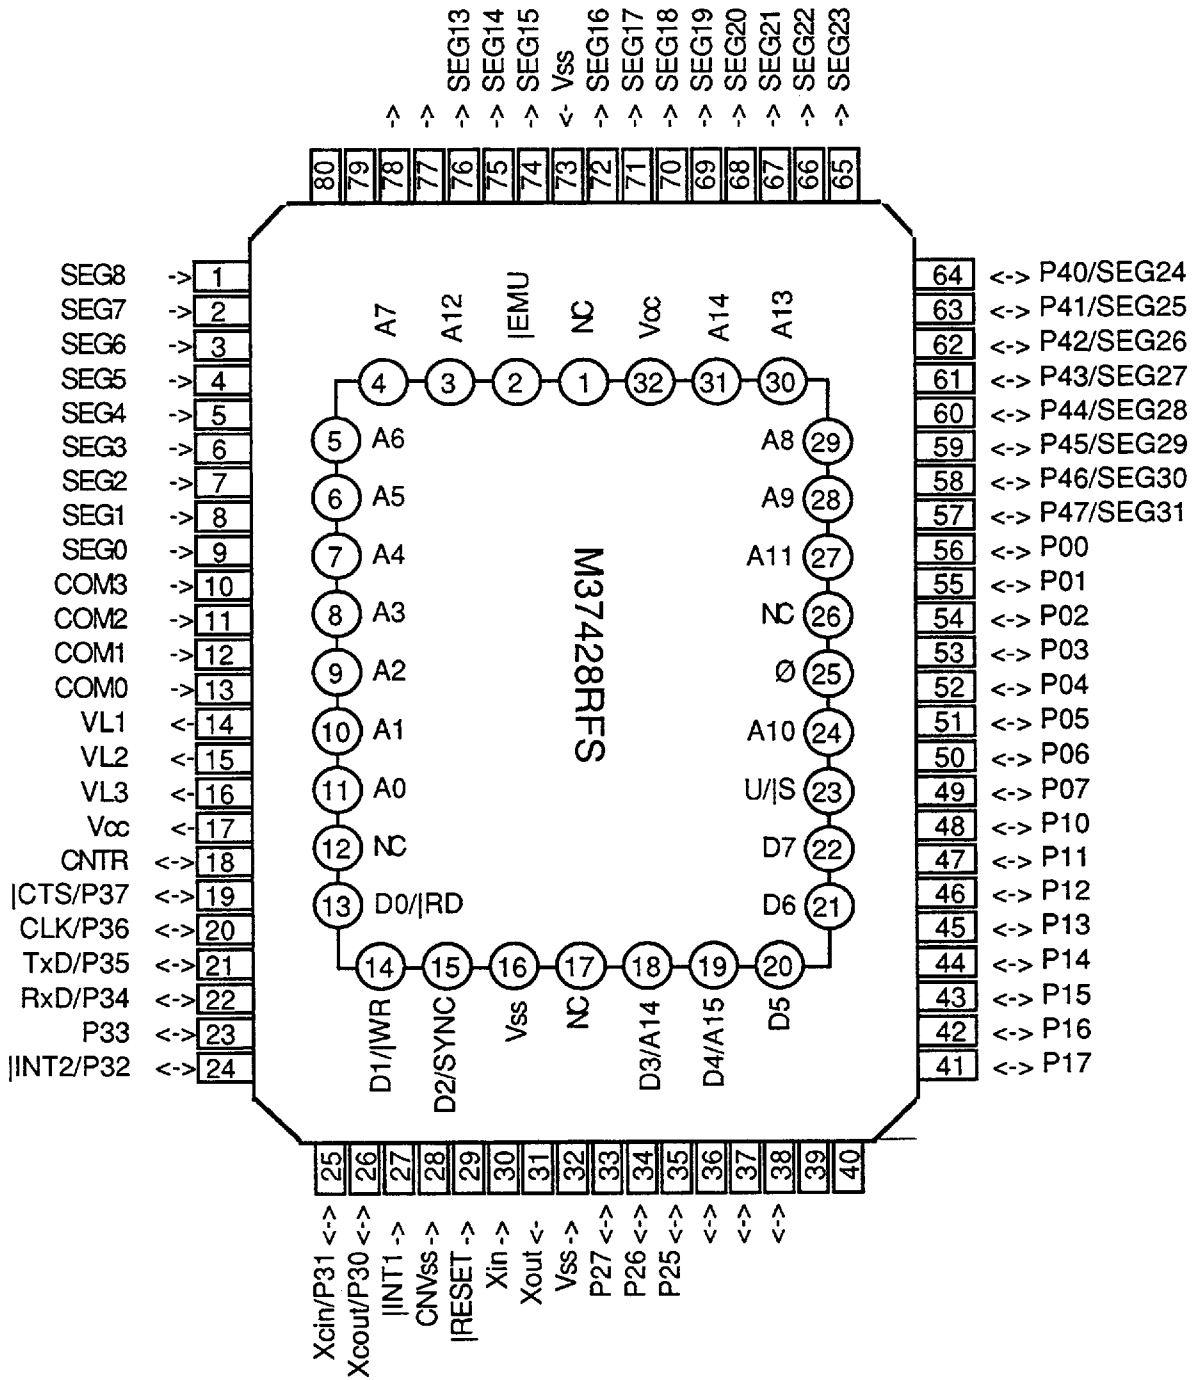 SEG13
SEG14
SEG15
Vss
SEG16
SEG17
SEG18
SEG19
SEG20
SEG21
SEG22
SEG23
-> -> -> -> -> <- -> -> -> -> -> -> -> ->
80 79 78 77 76 75 74 73 72 71 70 69 68 67 66 65
SEG8 -> 1
SEG7 -> 2
SEG6 -> 3
SEG5 -> 4
SEG4 -> 5
SEG3 -> 6
SEG2 -> 7
SEG1 -> 8
SEG0 -> 9
COM3 -> 10
COM2 -> 11
COM1 -> 12
COM0 -> 13
VL1 <- 14
VL2 <- 15
VL3 <- 16
Vcc <- 17
CNTR <-> 18
|CTS/P37 <-> 19
CLK/P36 <-> 20
TxD/P35 <-> 21
RxD/P34 <-> 22
P33 <-> 23
|INT2/P32 <-> 24
A7
A12
|EMU
NC
Vcc
A14
A13
4 3 2 1 32 31 30
5 A6
6 A5
7 A4
8 A3
9 A2
10 A1
11 A0
12 NC
13 D0/|RD
M37428RFS
A8 29
A9 28
A11 27
NC 26
Ø 25
A10 24
U/|S 23
D7 22
D6 21
14 15 16 17 18 19 20
D1/|WR
D2/SYNC
Vss
NC
D3/A14
D4/A15
D5
64 <-> P40/SEG24
63 <-> P41/SEG25
62 <-> P42/SEG26
61 <-> P43/SEG27
60 <-> P44/SEG28
59 <-> P45/SEG29
58 <-> P46/SEG30
57 <-> P47/SEG31
56 <-> P00
55 <-> P01
54 <-> P02
53 <-> P03
52 <-> P04
51 <-> P05
50 <-> P06
49 <-> P07
48 <-> P10
47 <-> P11
46 <-> P12
45 <-> P13
44 <-> P14
43 <-> P15
42 <-> P16
41 <-> P17
25 26 27 28 29 30 31 32 33 34 35 36 37 38 39 40
Xcin/P31 <->
Xcout/P30 <->
|INT1 ->
CNVss ->
|RESET ->
Xin ->
Xout <-
Vss ->
P27 <->
P26 <->
P25 <->
<->
<->
<->